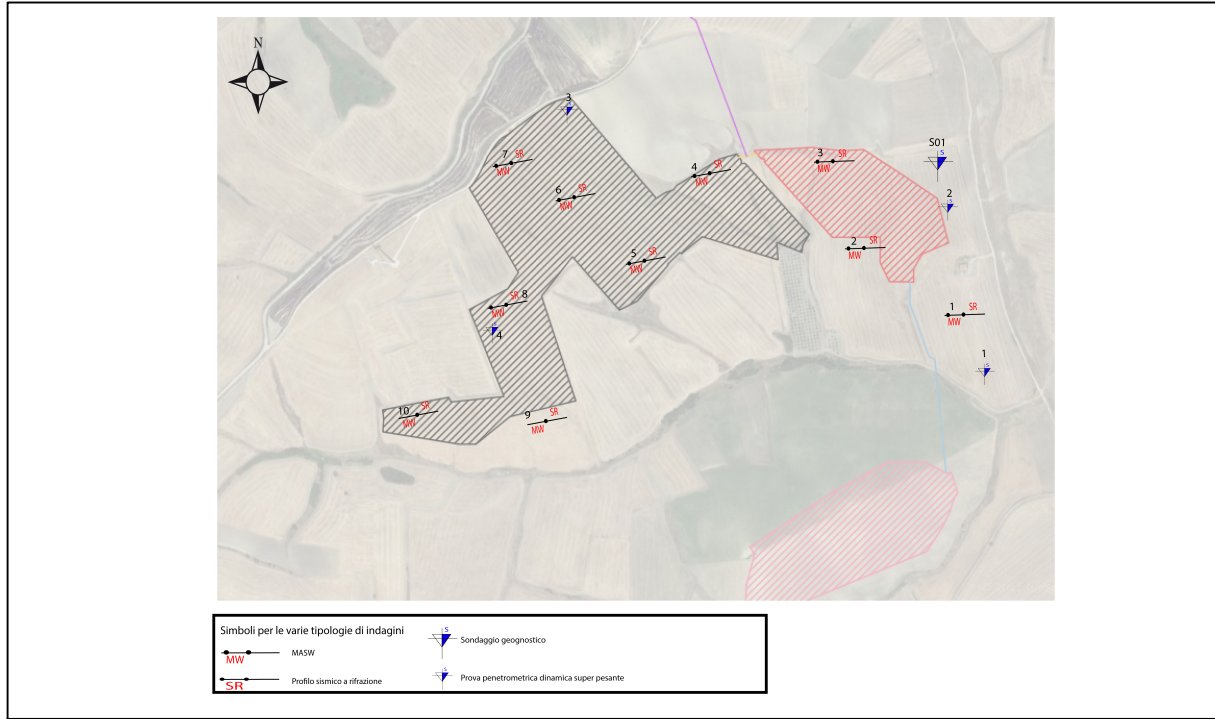 N
3
7 SR
MW
6 SR
MW
4 SR
MW
3 SR
MW
S01
S
2
S
5 SR
MW
2 SR
MW
SR 8
MW
4
1 SR
MW
1
S
10 SR
MW
9 SR
MW
Simboli per le varie tipologie di indagini
MW
MASW
SR
Profilo sismico a rifrazione
S
Sondaggio geognostico
S
Prova penetrometrica dinamica super pesante